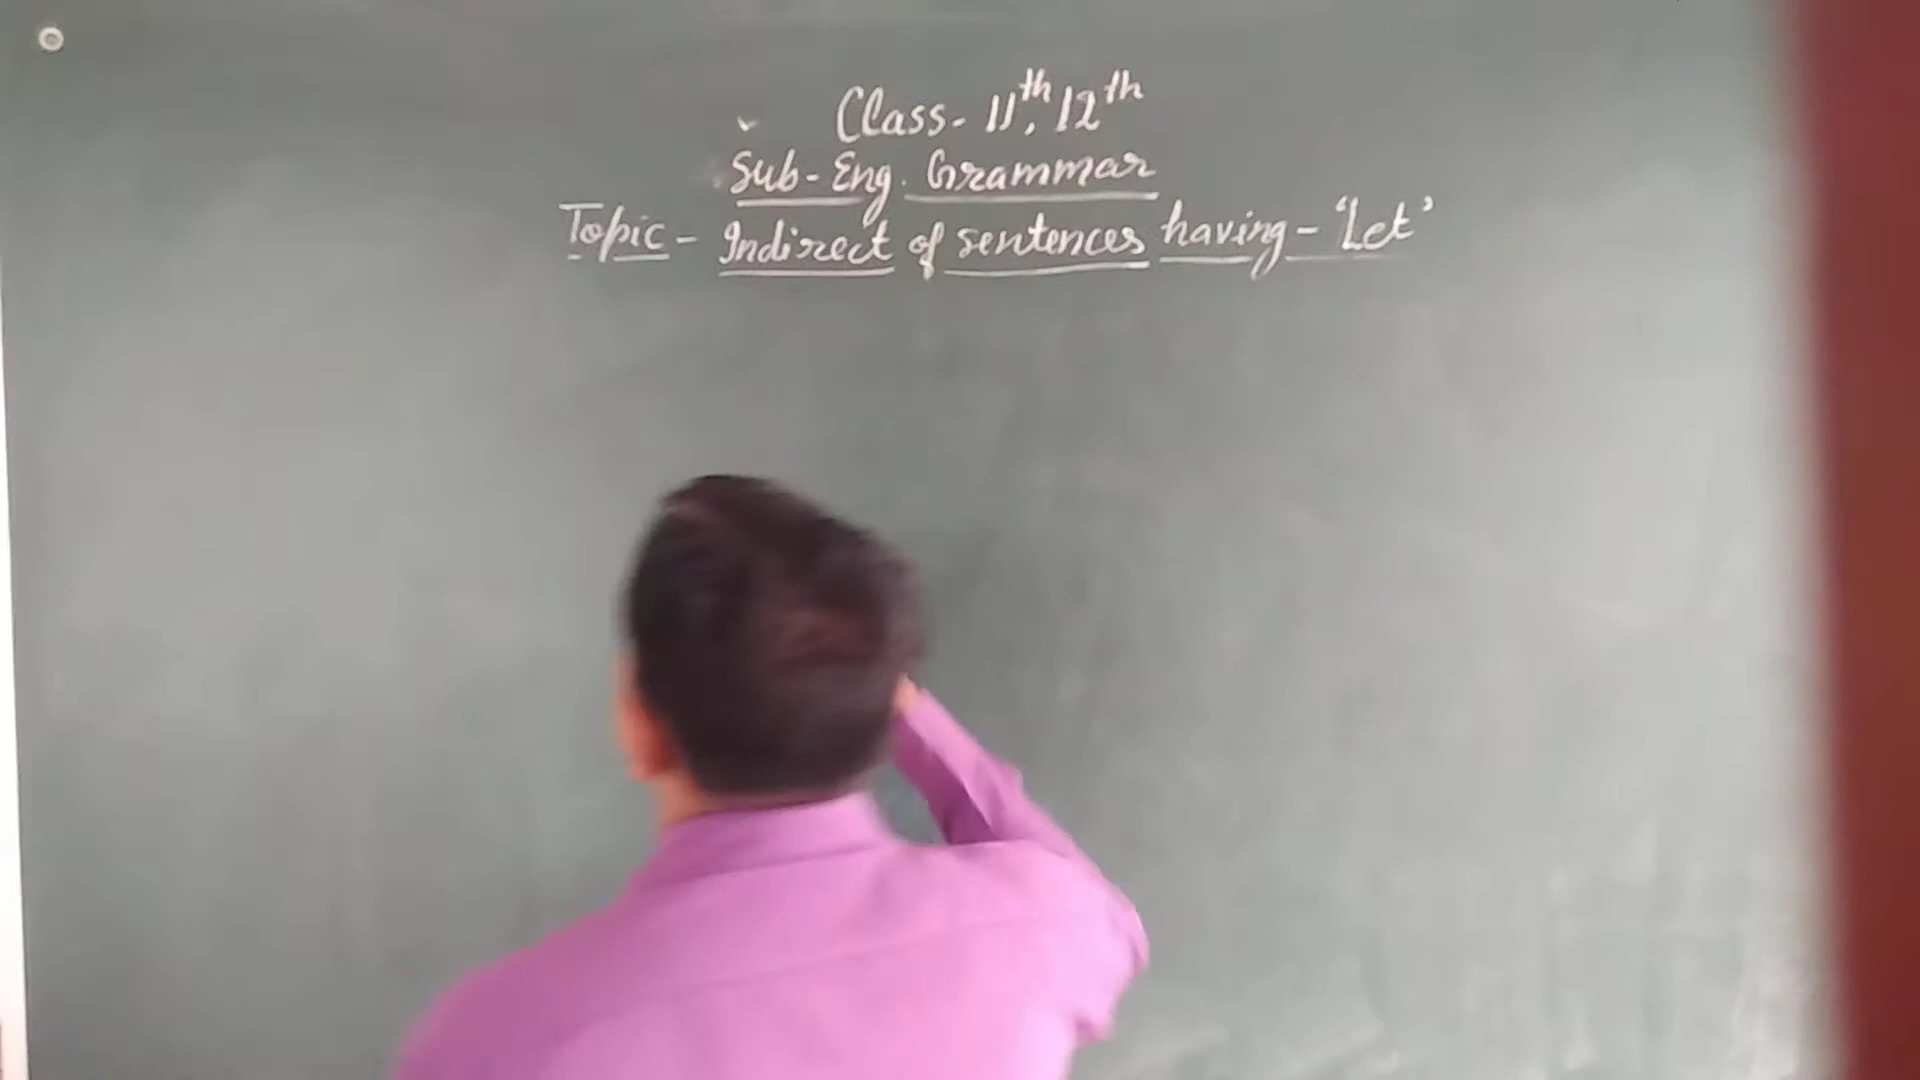 Class- 11th, 12th
Sub- Eng. Grammar
Topic - Indirect of sentences having - 'Let'